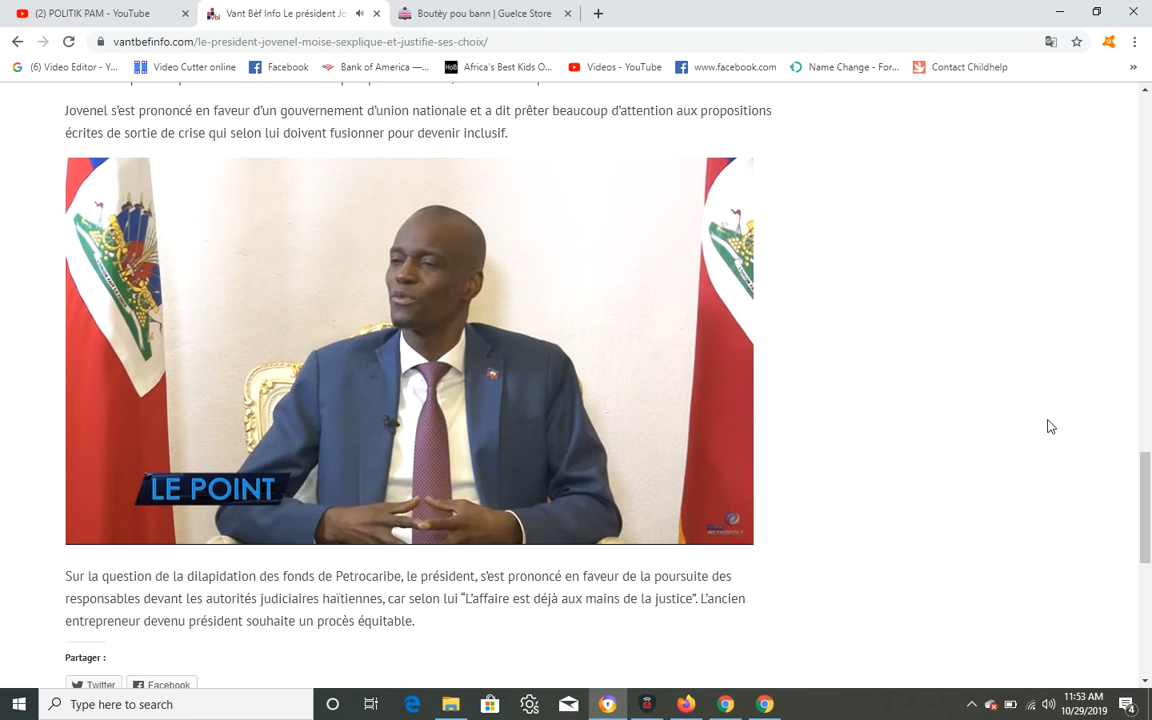 (2) POLITIK PAM - YouTube
Vant Bèf Info Le président Jo
Boutèy pou bann | Guelce Store
vantbefinfo.com/le-president-jovenel-moise-sexplique-et-justifie-ses-choix/
(6) Video Editor - Y...
Video Cutter online
Facebook
Bank of America —...
HoB
Africa's Best Kids O...
Videos - YouTube
www.facebook.com
Name Change - For...
Contact Childhelp
»
Jovenel s'est prononcé en faveur d'un gouvernement d'union nationale et a dit prêter beaucoup d'attention aux propositions
écrites de sortie de crise qui selon lui doivent fusionner pour devenir inclusif.
LE POINT
METROPOLE
Sur la question de la dilapidation des fonds de Petrocaribe, le président, s'est prononcé en faveur de la poursuite des
responsables devant les autorités judiciaires haïtiennes, car selon lui “L'affaire est déjà aux mains de la justice”. L'ancien
entrepreneur devenu président souhaite un procès équitable.
Partager :
Twitter
Facebook
Type here to search
11:53 AM
10/29/2019
4